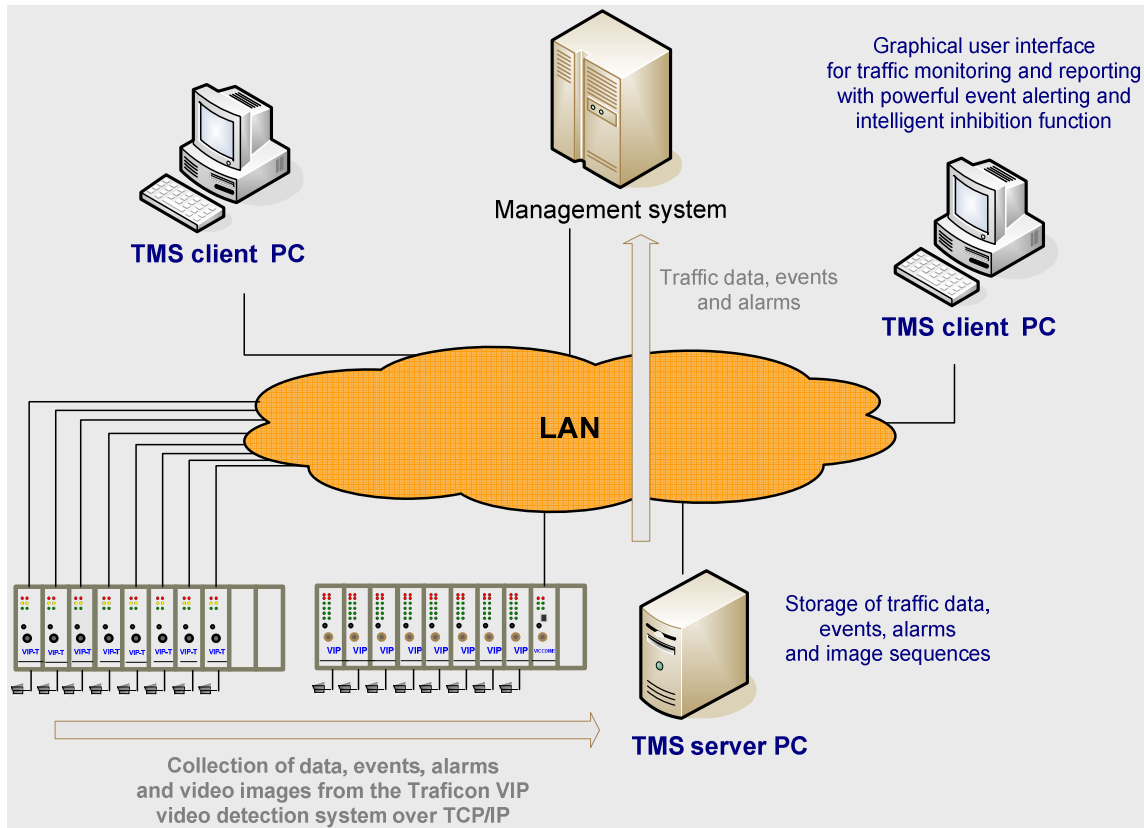 Graphical user interface
for traffic monitoring and reporting
with powerful event alerting and
intelligent inhibition function
Management system
TMS client PC
Traffic data, events
and alarms
TMS client PC
LAN
VIP-T VIP-T VIP-T VIP-T VIP-T VIP-T VIP-T VIP-T
VIP VIP VIP VIP VIP VIP VIP VIP
Storage of traffic data,
events, alarms
and image sequences
TMS server PC
Collection of data, events, alarms
and video images from the Traficon VIP
video detection system over TCP/IP